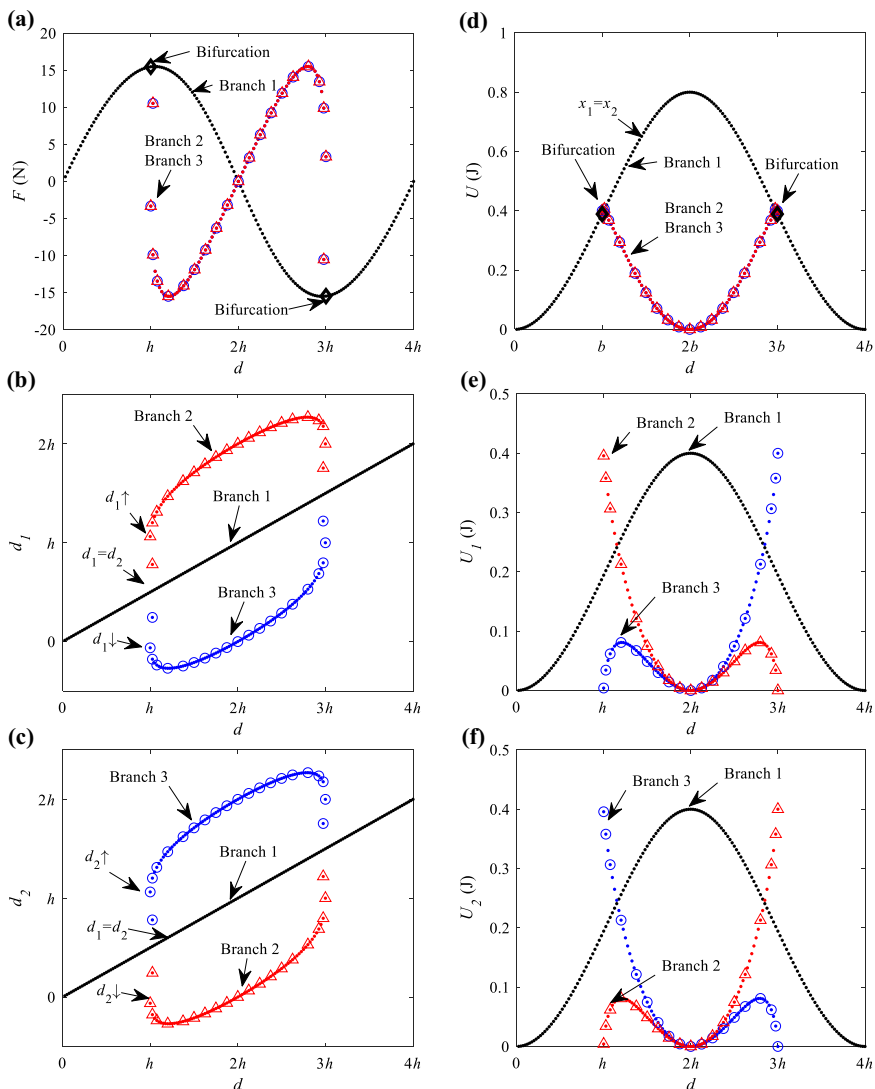 (a)
20
15
10
5
0
-5
-10
-15
-20
F (N)
0
h
2h
3h
4h
d
Bifurcation
Branch 1
Branch 2
Branch 3
Bifurcation
(b)
2h
h
0
d1
0
h
2h
3h
4h
d
Branch 2
d1↑
Branch 1
d1=d2
Branch 3
d1↓
(c)
2h
h
0
d2
0
h
2h
3h
4h
d
Branch 3
d2↑
Branch 1
d1=d2
Branch 2
d2↓
(d)
1
0.8
0.6
0.4
0.2
0
U (J)
0
b
2b
3b
4b
d
x1=x2
Bifurcation
Branch 1
Bifurcation
Branch 2
Branch 3
(e)
0.5
0.4
0.3
0.2
0.1
0
U1 (J)
0
h
2h
3h
4h
d
Branch 2
Branch 1
Branch 3
(f)
0.5
0.4
0.3
0.2
0.1
0
U2 (J)
0
h
2h
3h
4h
d
Branch 3
Branch 1
Branch 2